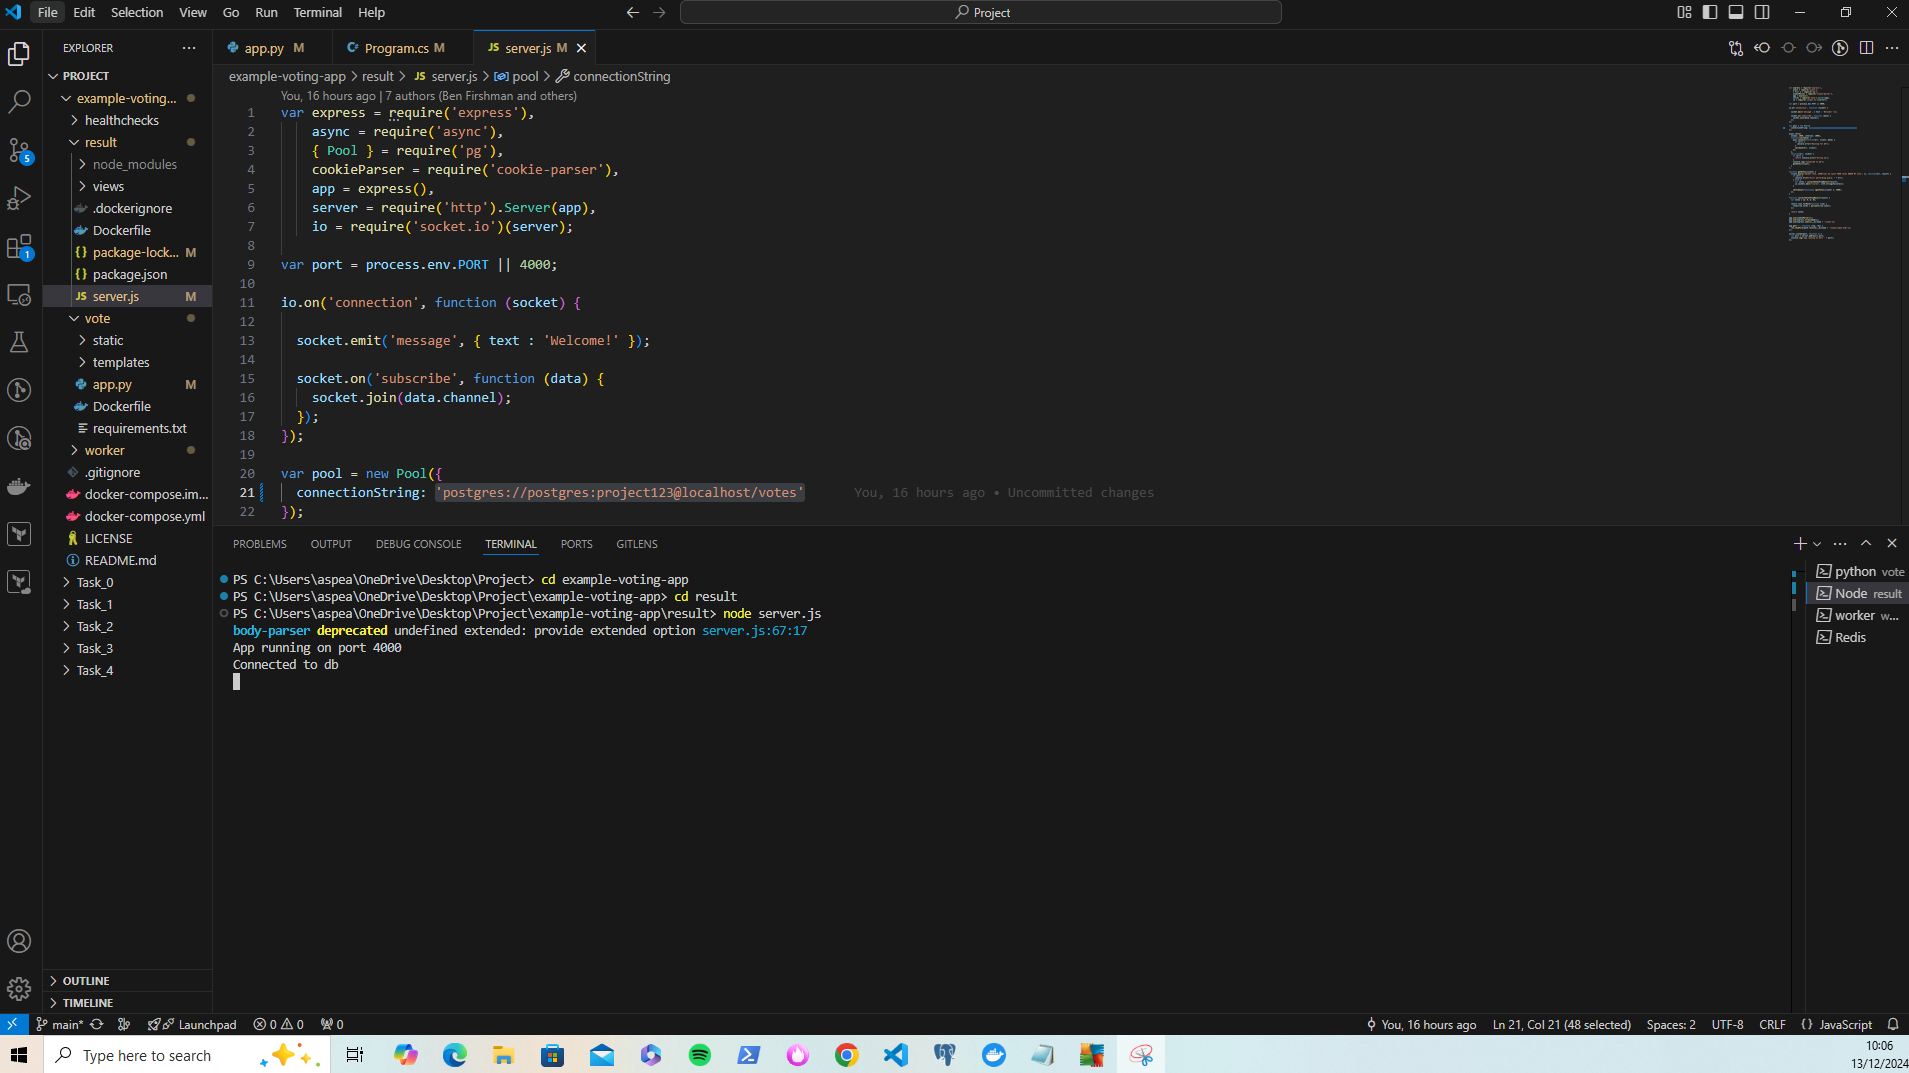 File Edit Selection View Go Run Terminal Help
Project
EXPLORER
app.py M
Program.cs M
server.js M
PROJECT
example-voting...
healthchecks
result
node_modules
views
.dockerignore
Dockerfile
package-lock... M
package.json
server.js M
vote
static
templates
app.py M
Dockerfile
requirements.txt
worker
.gitignore
docker-compose.im...
docker-compose.yml
LICENSE
README.md
Task_0
Task_1
Task_2
Task_3
Task_4
OUTLINE
TIMELINE
5
1
example-voting-app > result > JS server.js > pool > connectionString
You, 16 hours ago | 7 authors (Ben Firshman and others)
1 var express = require('express'),
2 async = require('async'),
3 { Pool } = require('pg'),
4 cookieParser = require('cookie-parser'),
5 app = express(),
6 server = require('http').Server(app),
7 io = require('socket.io')(server);
8
9 var port = process.env.PORT || 4000;
10
11 io.on('connection', function (socket) {
12
13 socket.emit('message', { text : 'Welcome!' });
14
15 socket.on('subscribe', function (data) {
16 socket.join(data.channel);
17 });
18 });
19
20 var pool = new Pool({
21 connectionString: 'postgres://postgres:project123@localhost/votes' You, 16 hours ago • Uncommitted changes
22 });
PROBLEMS OUTPUT DEBUG CONSOLE TERMINAL PORTS GITLENS
PS C:\Users\aspea\OneDrive\Desktop\Project> cd example-voting-app
PS C:\Users\aspea\OneDrive\Desktop\Project\example-voting-app> cd result
PS C:\Users\aspea\OneDrive\Desktop\Project\example-voting-app\result> node server.js
body-parser deprecated undefined extended: provide extended option server.js:67:17
App running on port 4000
Connected to db
python vote
Node result
worker w...
Redis
main* Launchpad 0 0 0
You, 16 hours ago Ln 21, Col 21 (48 selected) Spaces: 2 UTF-8 CRLF {} JavaScript
Type here to search
10:06
13/12/2024